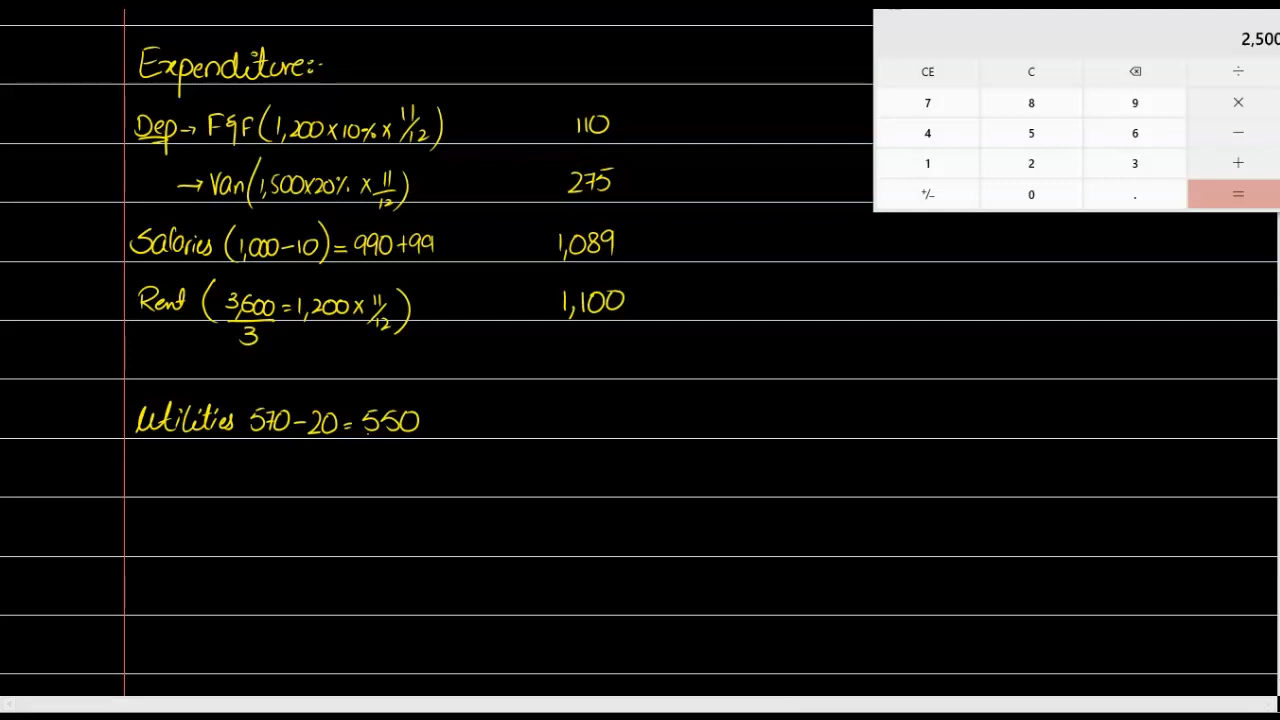 Expenditure:-
Dep → F&F (1,200 × 10% × 11/12) 110
→ Van (1,500 × 20% × 11/12) 275
Salaries (1,000 - 10) = 990 + 99 1,089
Rent (3,600/3 = 1,200 × 11/12) 1,100
Utilities 570 - 20 = 550
2,500
CE C ⌫ ÷
7 8 9 ×
4 5 6 −
1 2 3 +
+/− 0 . =